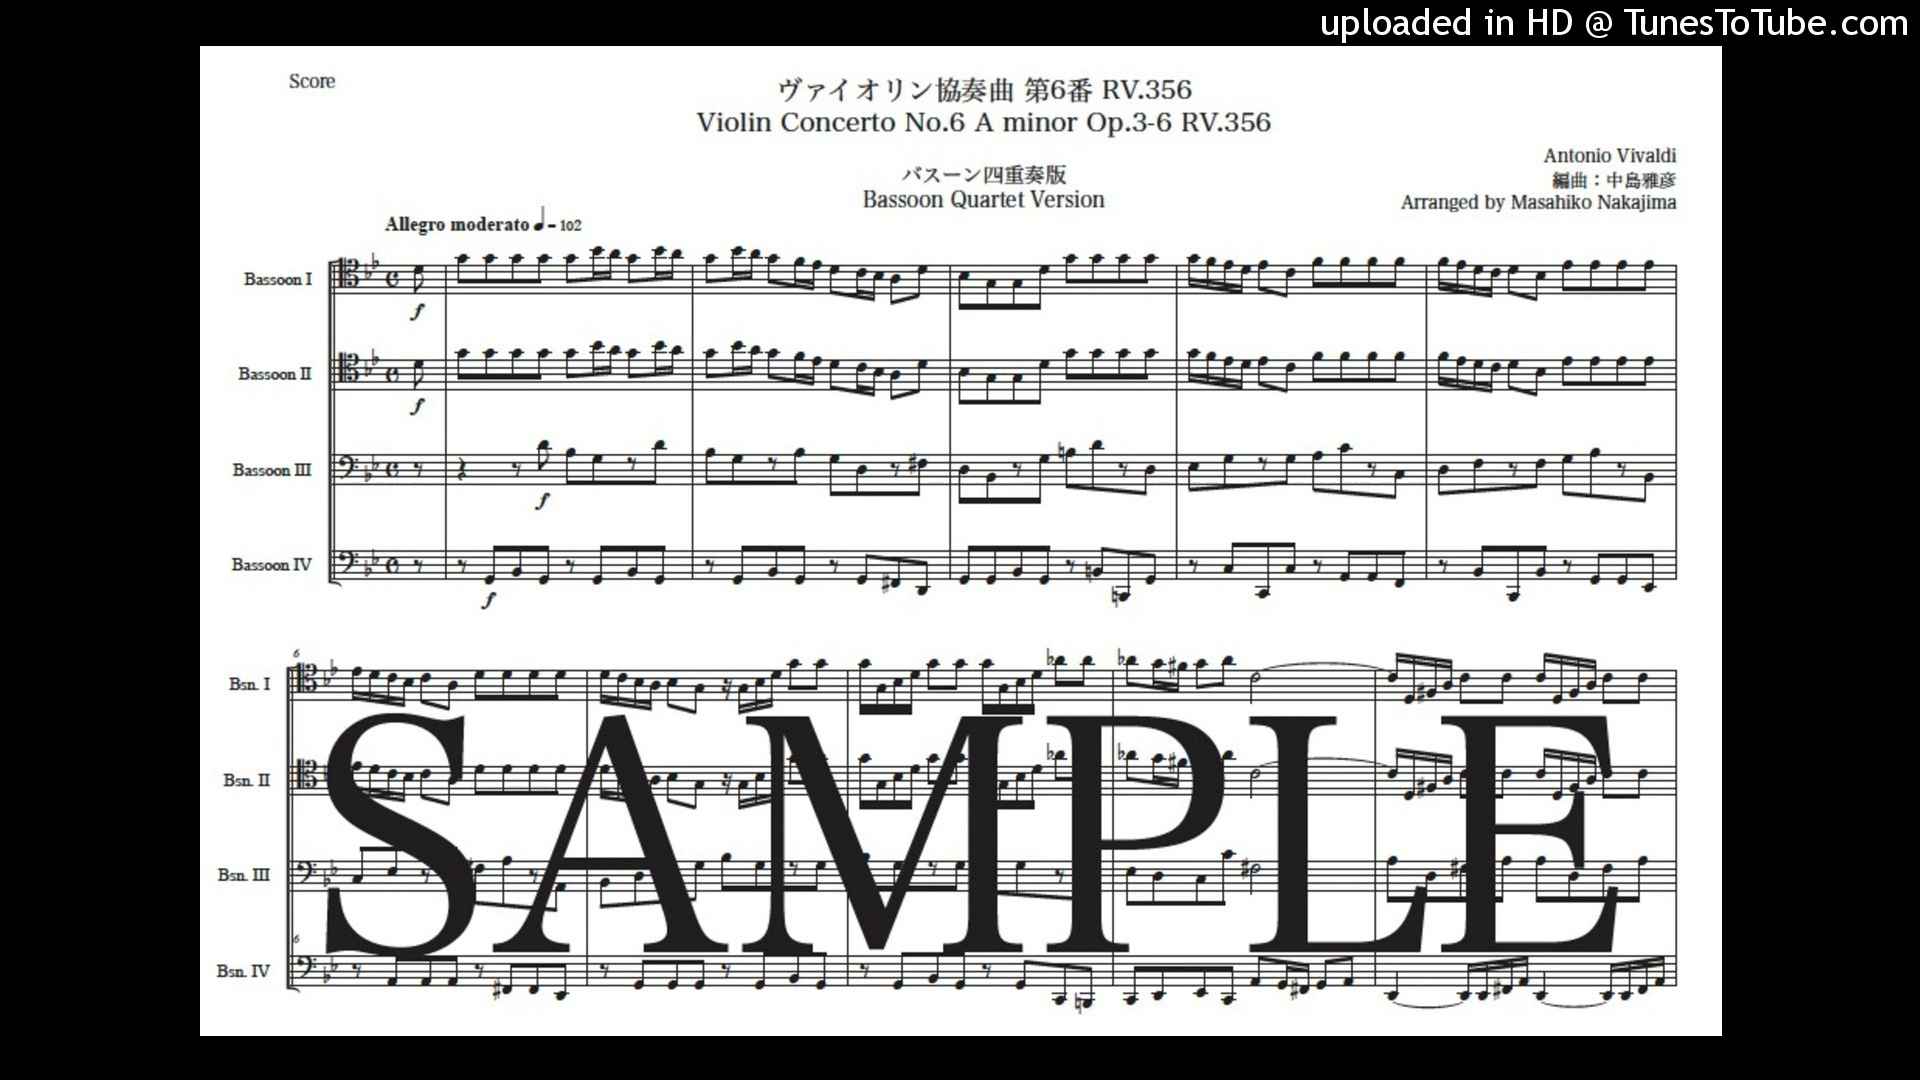 uploaded in HD @ TunesToTube.com
Score
ヴァイオリン協奏曲 第6番 RV.356
Violin Concerto No.6 A minor Op.3-6 RV.356
Antonio Vivaldi
バスーン四重奏版
編曲：中島雅彦
Bassoon Quartet Version
Arranged by Masahiko Nakajima
Allegro moderato ♩= 102
Bassoon I
f
Bassoon II
f
Bassoon III
f
Bassoon IV
f
6
Bsn. I
Bsn. II
Bsn. III
6
Bsn. IV
SAMPLE